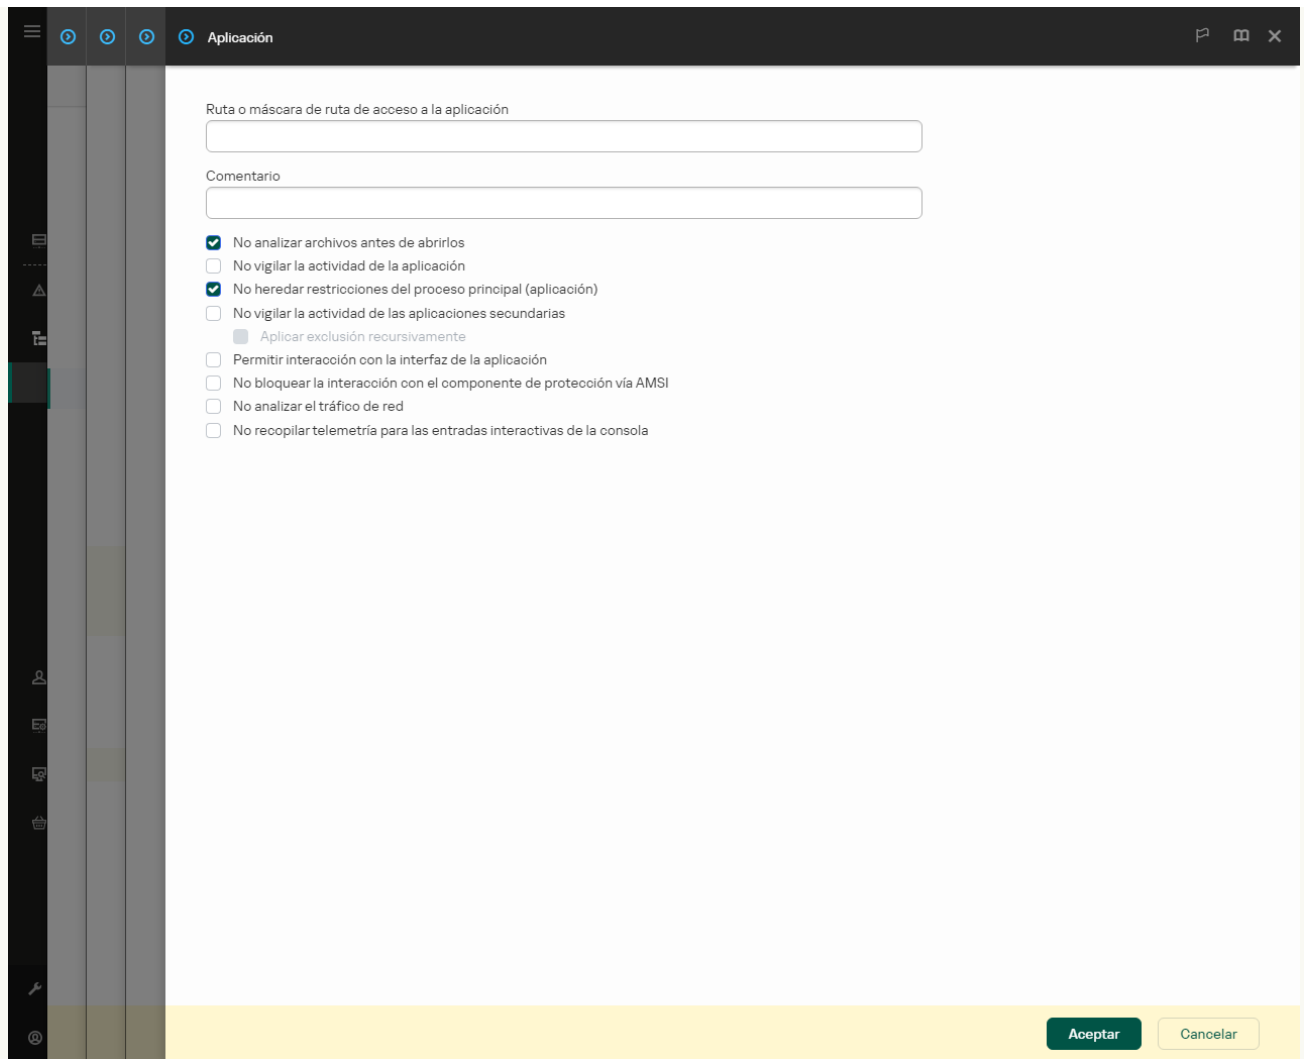 Aplicación
Ruta o máscara de ruta de acceso a la aplicación
Comentario
No analizar archivos antes de abrirlos
No vigilar la actividad de la aplicación
No heredar restricciones del proceso principal (aplicación)
No vigilar la actividad de las aplicaciones secundarias
Aplicar exclusión recursivamente
Permitir interacción con la interfaz de la aplicación
No bloquear la interacción con el componente de protección vía AMSI
No analizar el tráfico de red
No recopilar telemetría para las entradas interactivas de la consola
Aceptar Cancelar